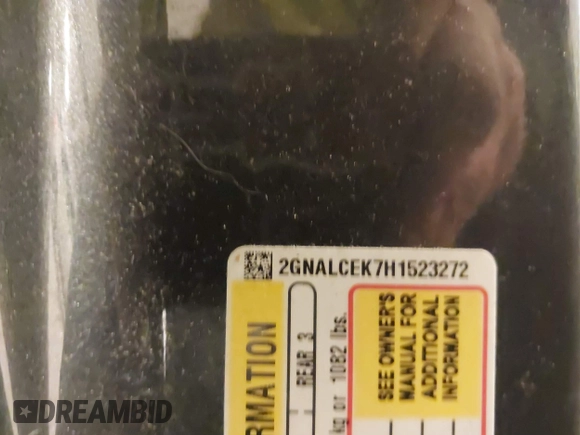 2GNALCEK7H1523272
RMATION
REAR 3
kg or 1082 lbs.
SEE OWNER'S
MANUAL FOR
ADDITIONAL
INFORMATION
DREAMBID